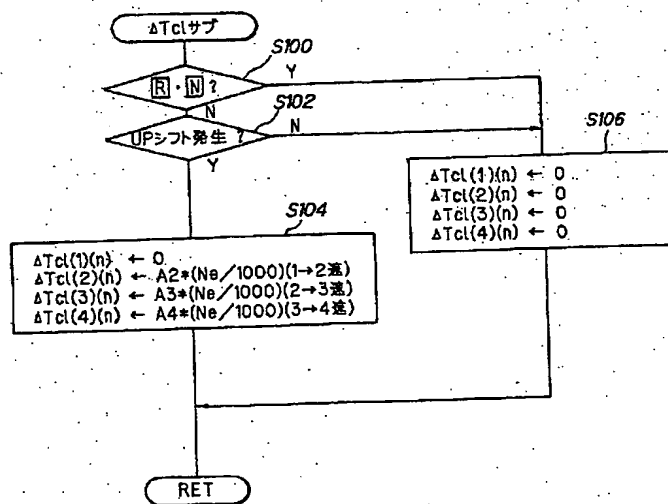 ΔTclサブ
S100
R・N?
Y
N
S102
UPシフト発生?
N
Y
S106
ΔTcl(1)(n) ← 0
ΔTcl(2)(n) ← 0
ΔTcl(3)(n) ← 0
ΔTcl(4)(n) ← 0
S104
ΔTcl(1)(n) ← 0
ΔTcl(2)(n) ← A2*(Ne/1000)(1→2速)
ΔTcl(3)(n) ← A3*(Ne/1000)(2→3速)
ΔTcl(4)(n) ← A4*(Ne/1000)(3→4速)
RET